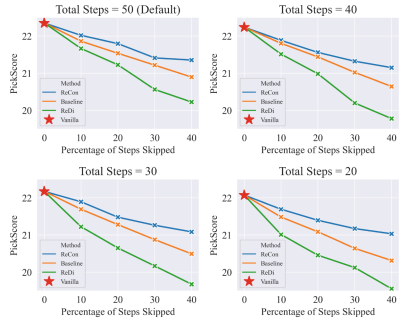 Total Steps = 50 (Default)
PickScore
22
21
20
Method
ReCon
Baseline
ReDi
Vanilla
0 10 20 30 40
Percentage of Steps Skipped
Total Steps = 40
PickScore
22
21
20
Method
ReCon
Baseline
ReDi
Vanilla
0 10 20 30 40
Percentage of Steps Skipped
Total Steps = 30
PickScore
22
21
20
Method
ReCon
Baseline
ReDi
Vanilla
0 10 20 30 40
Percentage of Steps Skipped
Total Steps = 20
PickScore
22
21
20
Method
ReCon
Baseline
ReDi
Vanilla
0 10 20 30 40
Percentage of Steps Skipped